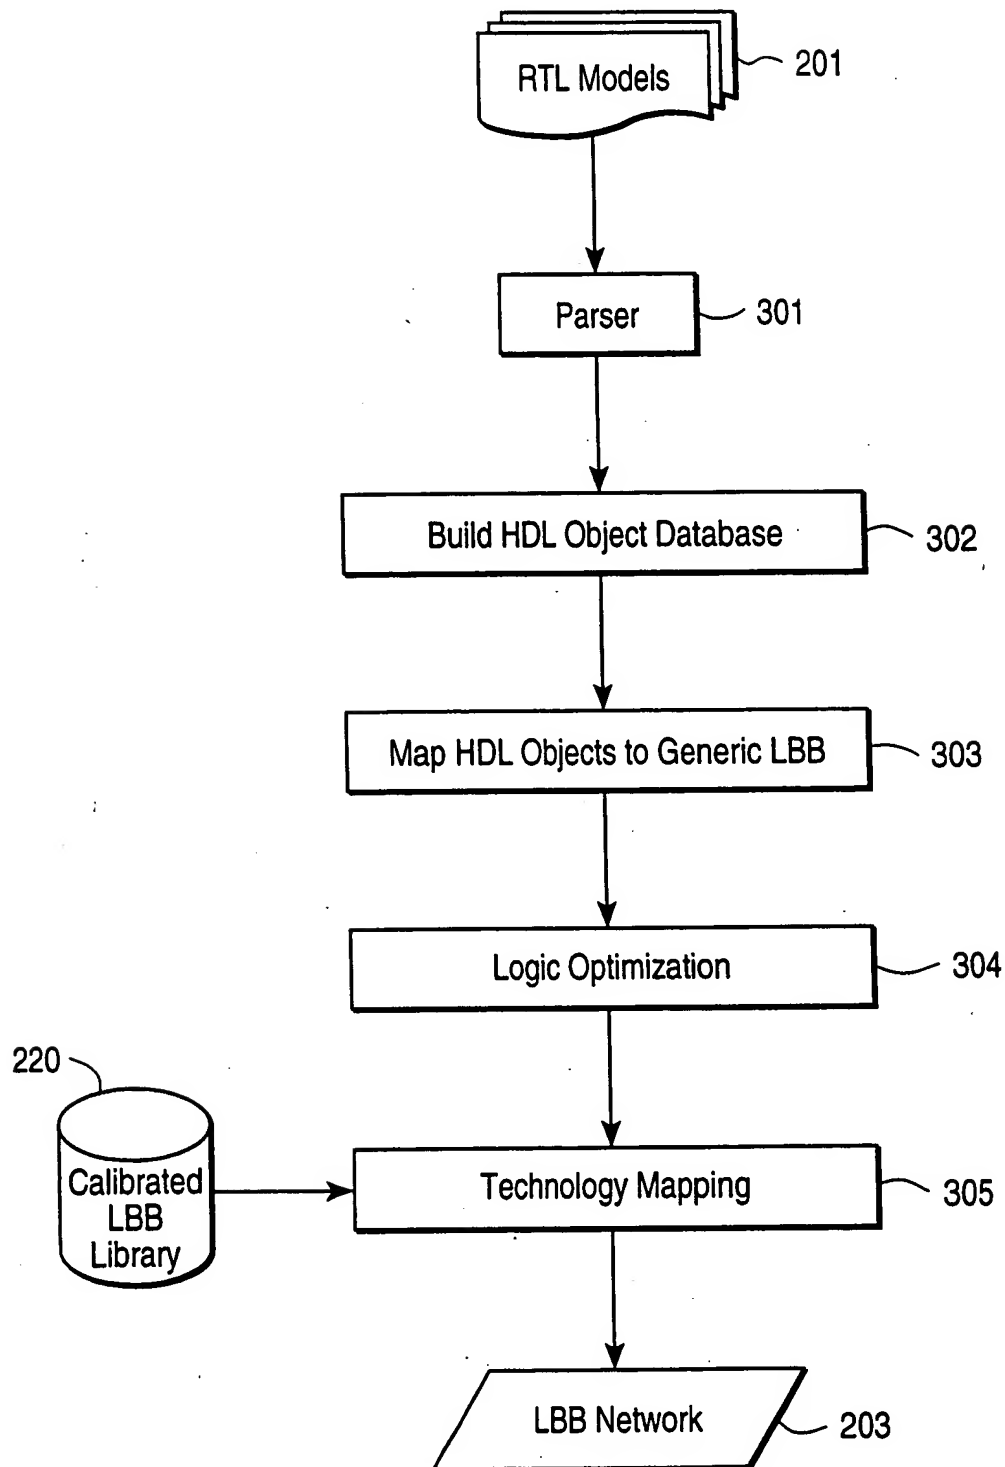 RTL Models
201
Parser
301
Build HDL Object Database
302
Map HDL Objects to Generic LBB
303
Logic Optimization
304
220
Calibrated
LBB
Library
Technology Mapping
305
LBB Network
203